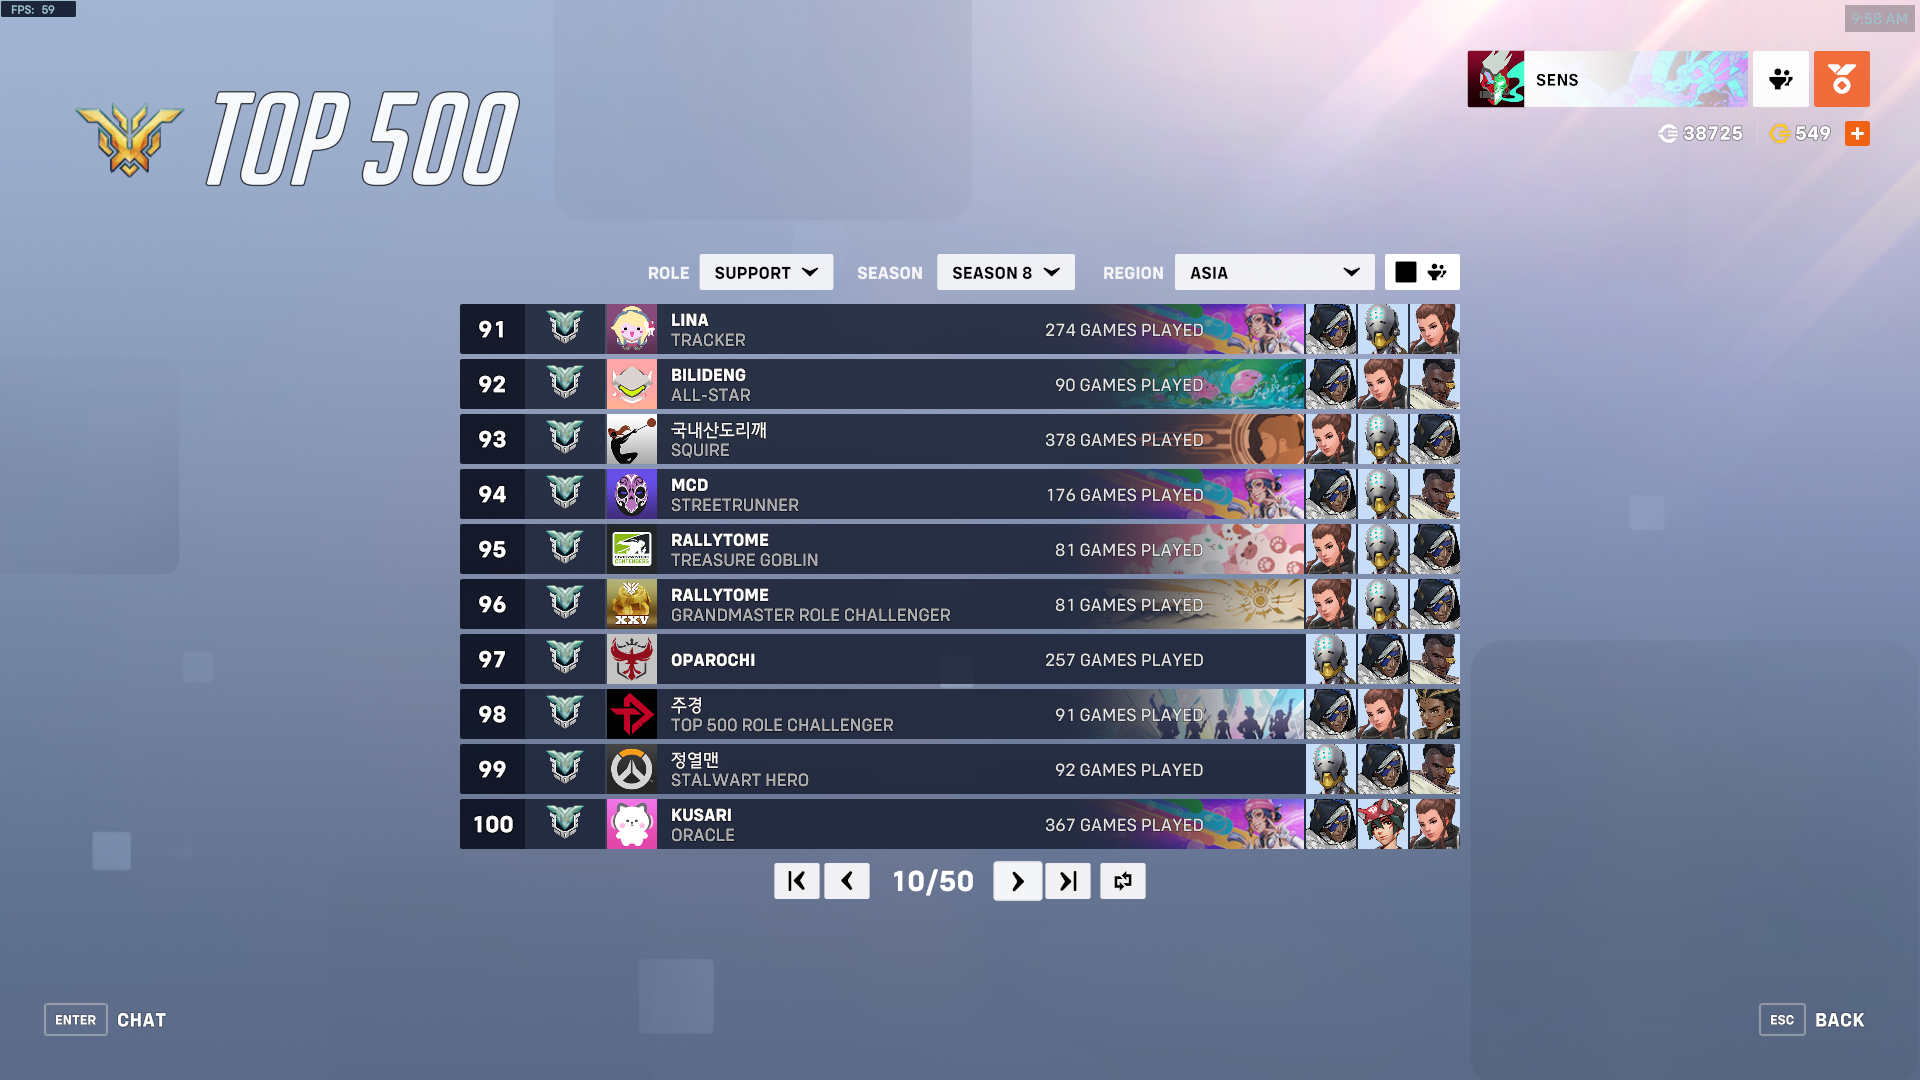 FPS: 59
9:58 AM
TOP 500
SENS
38725
549
ROLE SUPPORT SEASON SEASON 8 REGION ASIA
91 LINA 274 GAMES PLAYED
TRACKER
92 BILIDENG 90 GAMES PLAYED
ALL-STAR
93 국내산도리깨 378 GAMES PLAYED
SQUIRE
94 MCD 176 GAMES PLAYED
STREETRUNNER
95 RALLYTOME 81 GAMES PLAYED
TREASURE GOBLIN
96 RALLYTOME 81 GAMES PLAYED
GRANDMASTER ROLE CHALLENGER
XXV
97 OPAROCHI 257 GAMES PLAYED
98 주경 91 GAMES PLAYED
TOP 500 ROLE CHALLENGER
99 정열맨 92 GAMES PLAYED
STALWART HERO
100 KUSARI 367 GAMES PLAYED
ORACLE
10/50
ENTER CHAT
ESC BACK